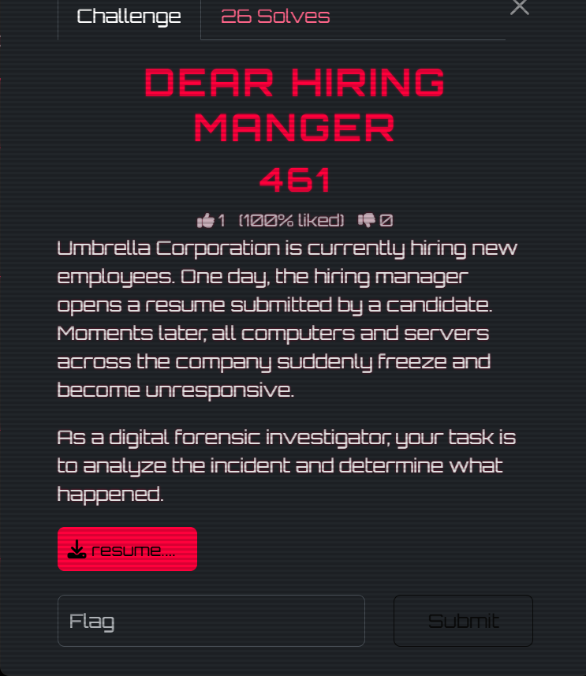 Challenge
26 Solves
DEAR HIRING
MANGER
461
1 (100% liked) 0
Umbrella Corporation is currently hiring new
employees. One day, the hiring manager
opens a resume submitted by a candidate.
Moments later, all computers and servers
across the company suddenly freeze and
become unresponsive.
As a digital forensic investigator, your task is
to analyze the incident and determine what
happened.
resume....
Flag
Submit